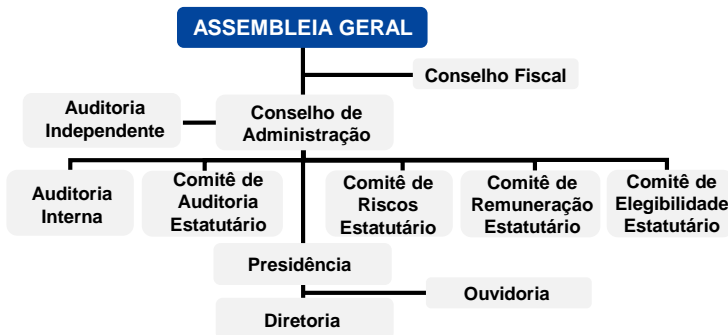 ASSEMBLEIA GERAL
Conselho Fiscal
Auditoria
Independente
Conselho de
Administração
Auditoria
Interna
Comitê de
Auditoria
Estatutário
Comitê de
Riscos
Estatutário
Comitê de
Remuneração
Estatutário
Comitê de
Elegibilidade
Estatutário
Presidência
Ouvidoria
Diretoria